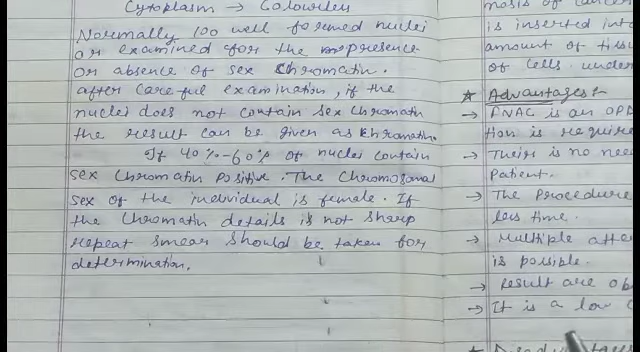 Cytoplasm → Colourless
Normally 100 well formed nuclei
are examined for the presence
or absence of sex chromatin.
after careful examination, if the
nuclei does not contain sex chromatin
the result can be given as chromatin.
If 40%-60% of nuclei contain
sex chromatin positive. The chromosomal
sex of the individual is female. If
the chromatin details is not sharp
repeat smear should be taken for
determination.
is inserted into
amount of tiss
of cells under
* Advantages:-
→ FNAC is an OPD
tion is require
→ Theirs is no nee
patient.
→ The Procedure
less time.
→ Multiple atte
is possible.
→ result are ob
→ It is a low c